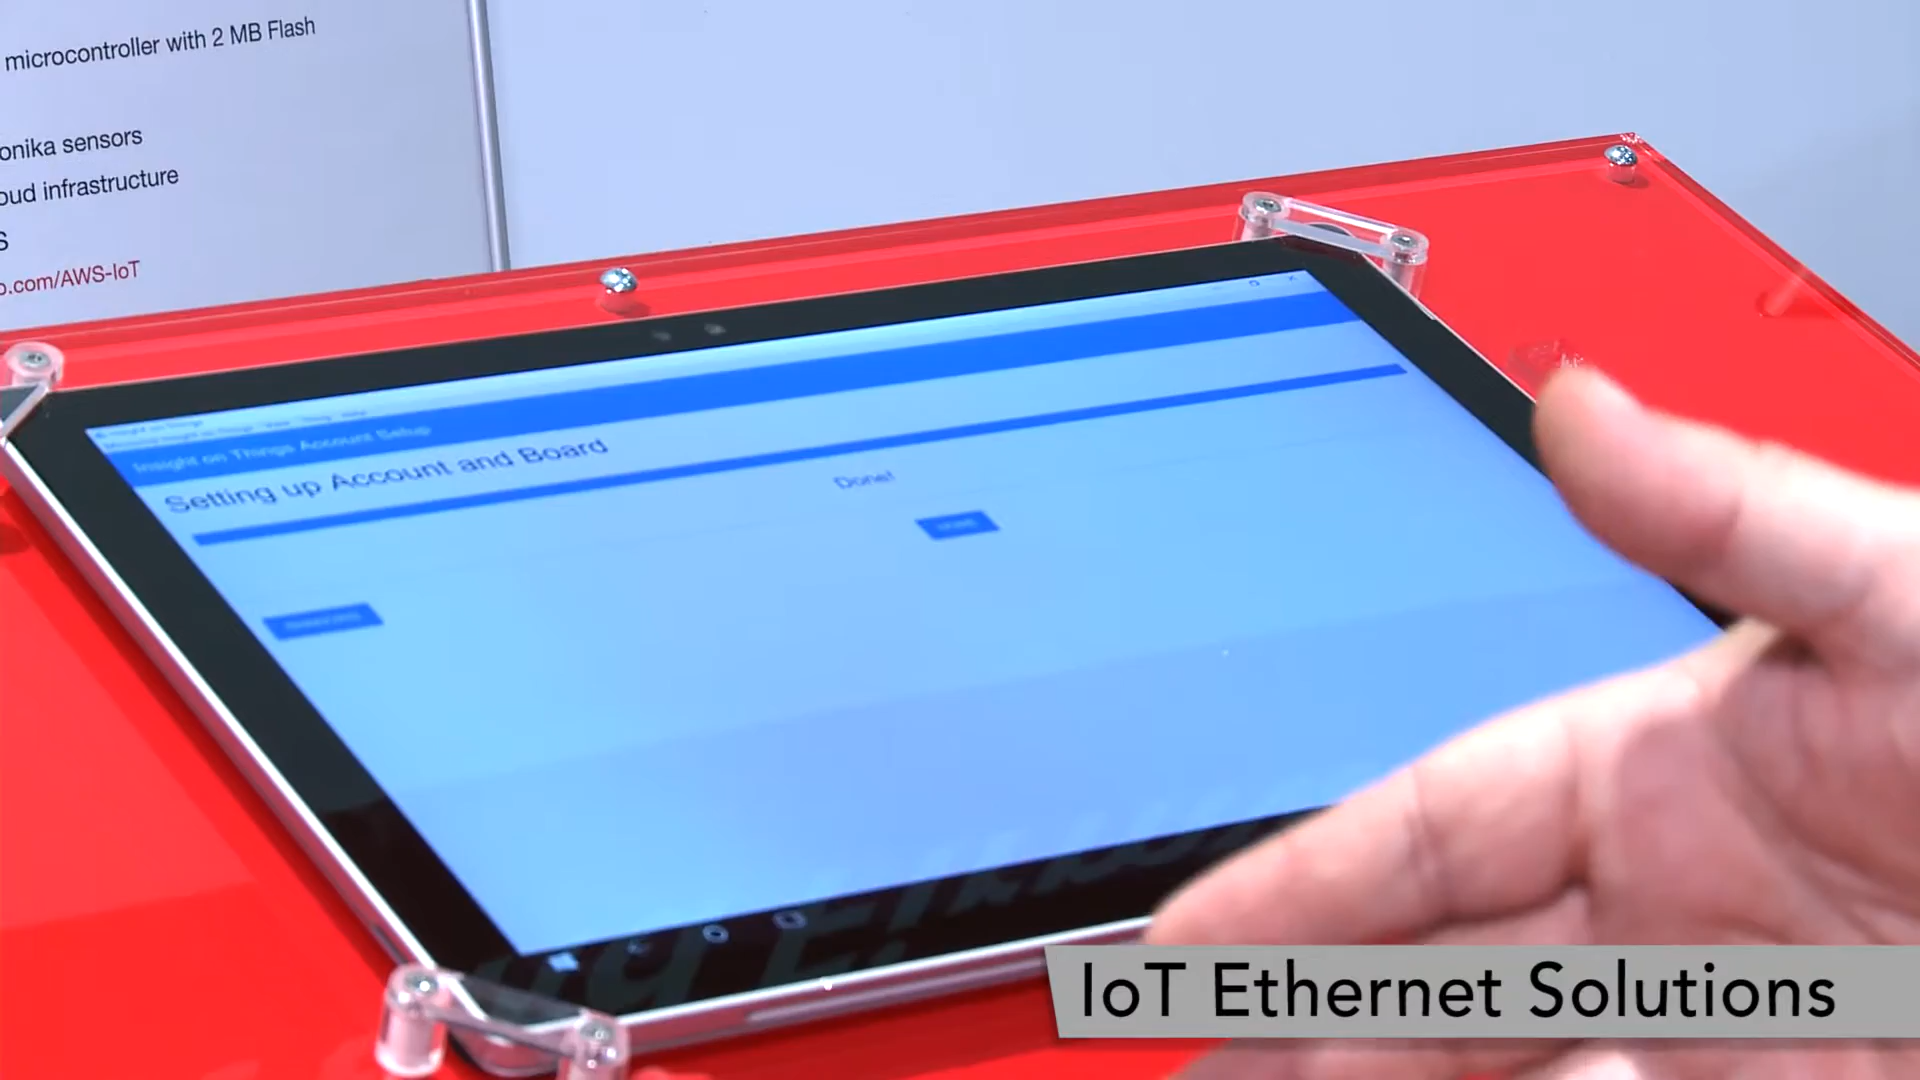 microcontroller with 2 MB Flash
onika sensors
oud infrastructure
S
o.com/AWS-IoT
Insight on Things Account Setup
Setting up Account and Board
Done!
IoT Ethernet Solutions